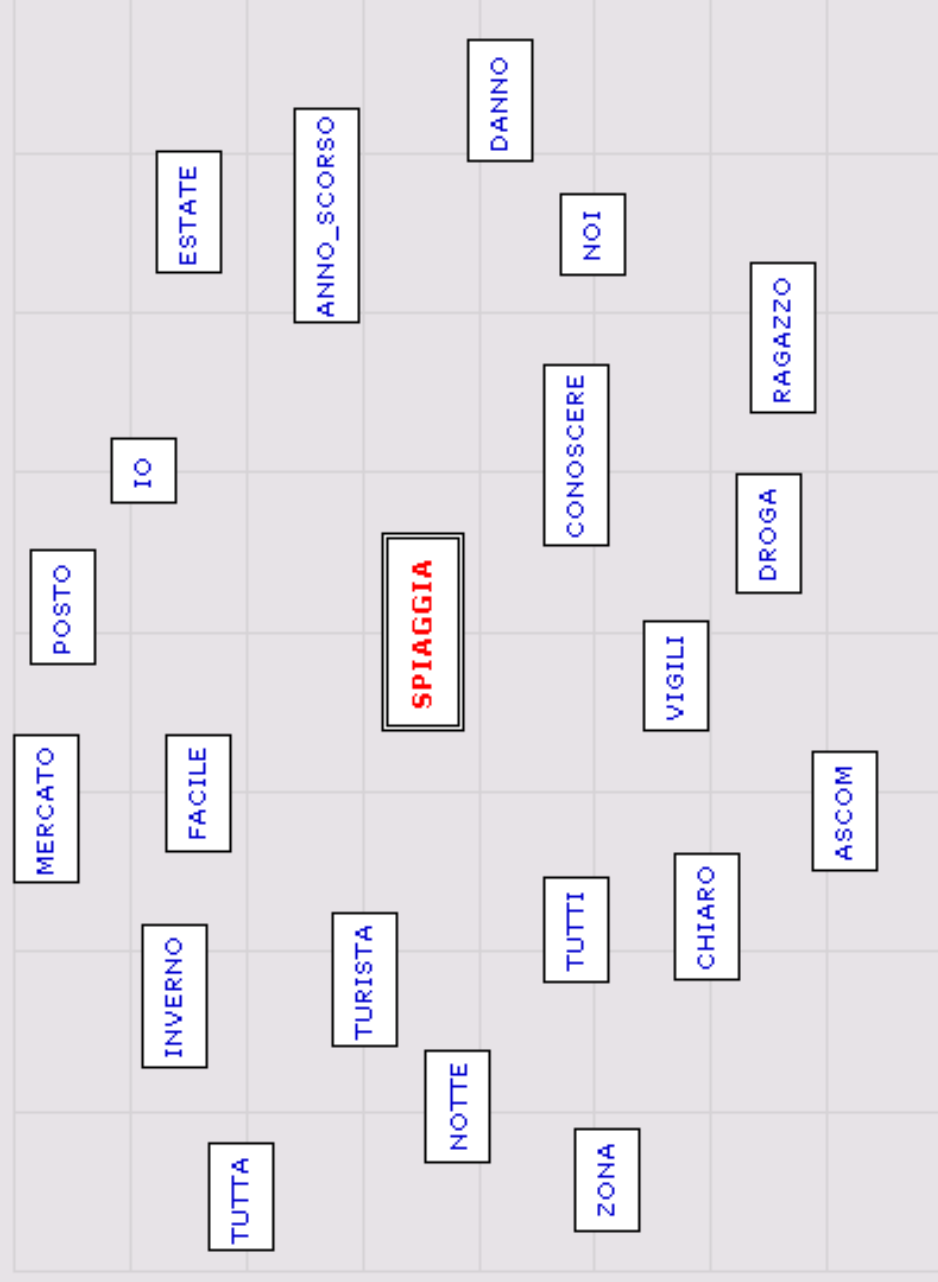 MERCATO
POSTO
IO
INVERNO
ESTATE
FACILE
TUTTA
ANNO_SCORSO
TURISTA
SPIAGGIA
NOTTE
DANNO
TUTTI
CONOSCERE
NOI
ZONA
VIGILI
CHIARO
DROGA
RAGAZZO
ASCOM